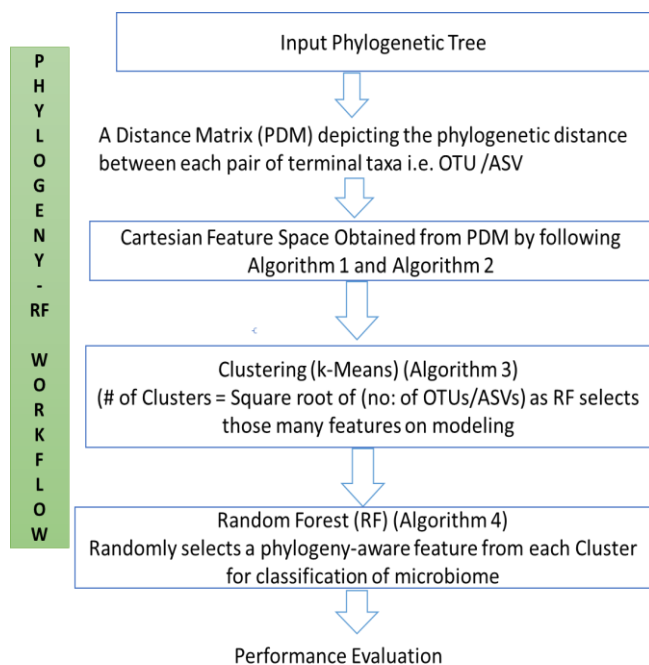 PHYLOGENY-RF WORKFLOW
Input Phylogenetic Tree
A Distance Matrix (PDM) depicting the phylogenetic distance
between each pair of terminal taxa i.e. OTU /ASV
Cartesian Feature Space Obtained from PDM by following
Algorithm 1 and Algorithm 2
Clustering (k-Means) (Algorithm 3)
(# of Clusters = Square root of (no: of OTUs/ASVs) as RF selects
those many features on modeling
Random Forest (RF) (Algorithm 4)
Randomly selects a phylogeny-aware feature from each Cluster
for classification of microbiome
Performance Evaluation